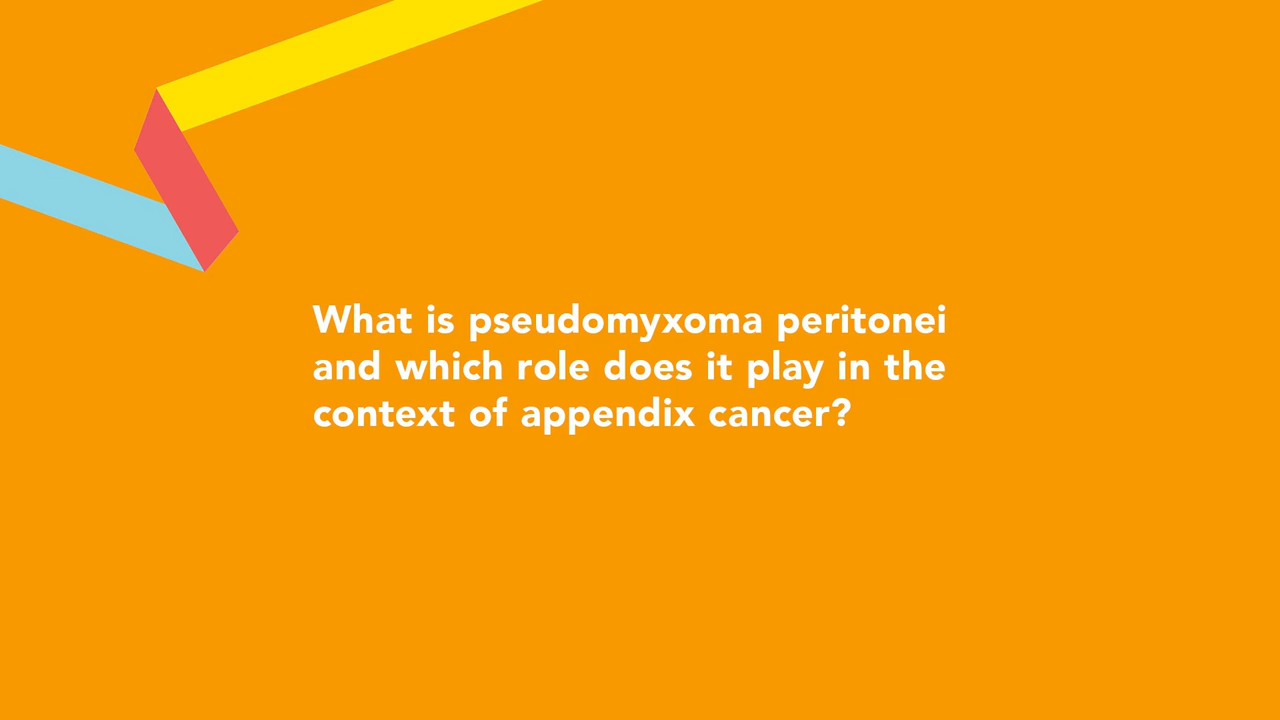 What is pseudomyxoma peritonei
and which role does it play in the
context of appendix cancer?